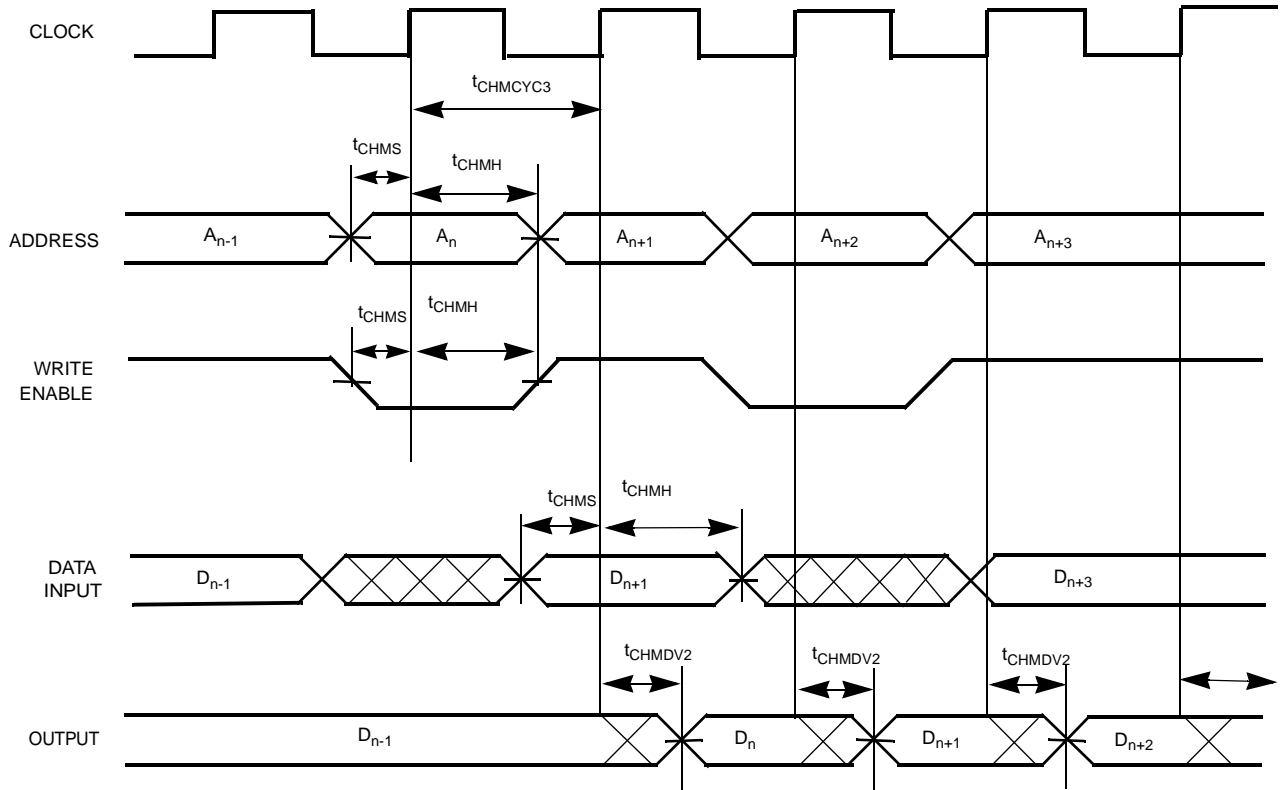 CLOCK
tCHMCYC3
tCHMS
tCHMH
ADDRESS
An-1
An
An+1
An+2
An+3
tCHMS
tCHMH
WRITE
ENABLE
tCHMS
tCHMH
DATA
INPUT
Dn-1
Dn+1
Dn+3
tCHMDV2
tCHMDV2
tCHMDV2
OUTPUT
Dn-1
Dn
Dn+1
Dn+2